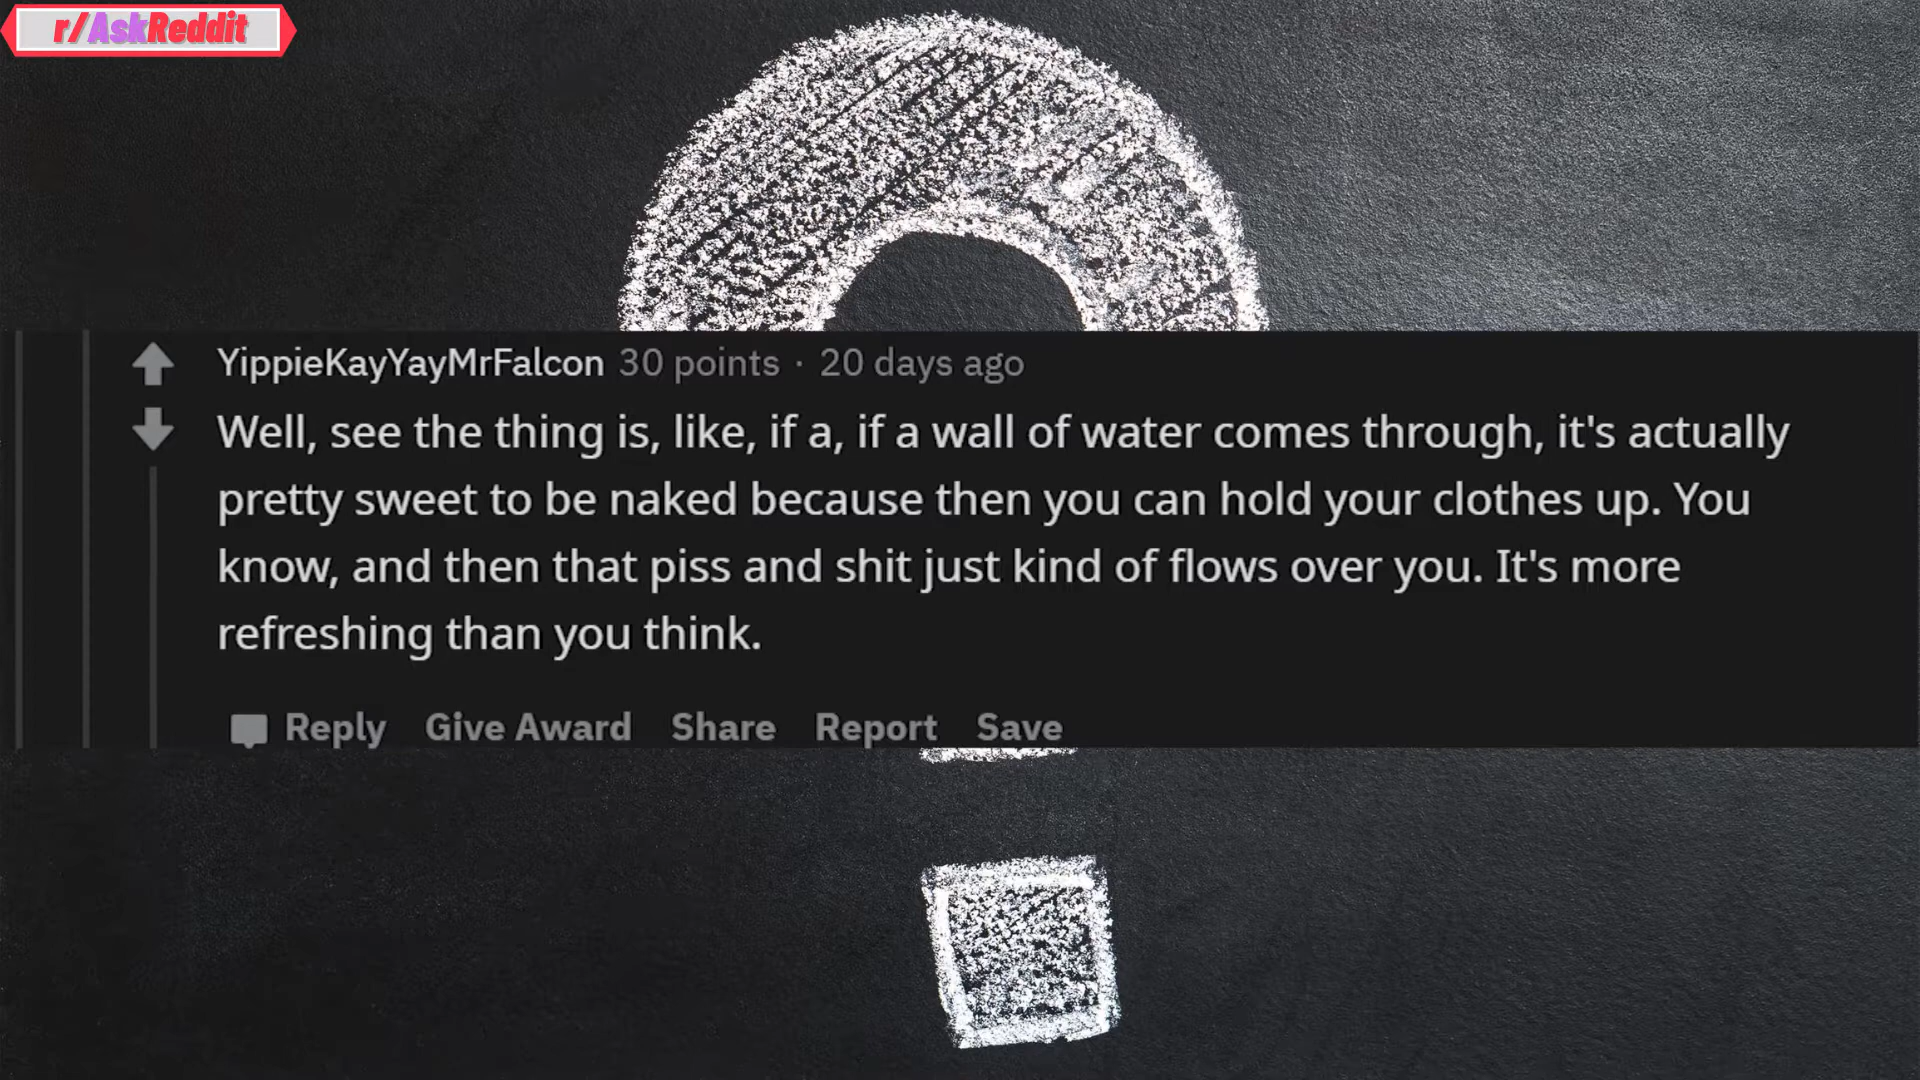 r/AskReddit
YippieKayYayMrFalcon 30 points · 20 days ago
Well, see the thing is, like, if a, if a wall of water comes through, it's actually
pretty sweet to be naked because then you can hold your clothes up. You
know, and then that piss and shit just kind of flows over you. It's more
refreshing than you think.
Reply Give Award Share Report Save